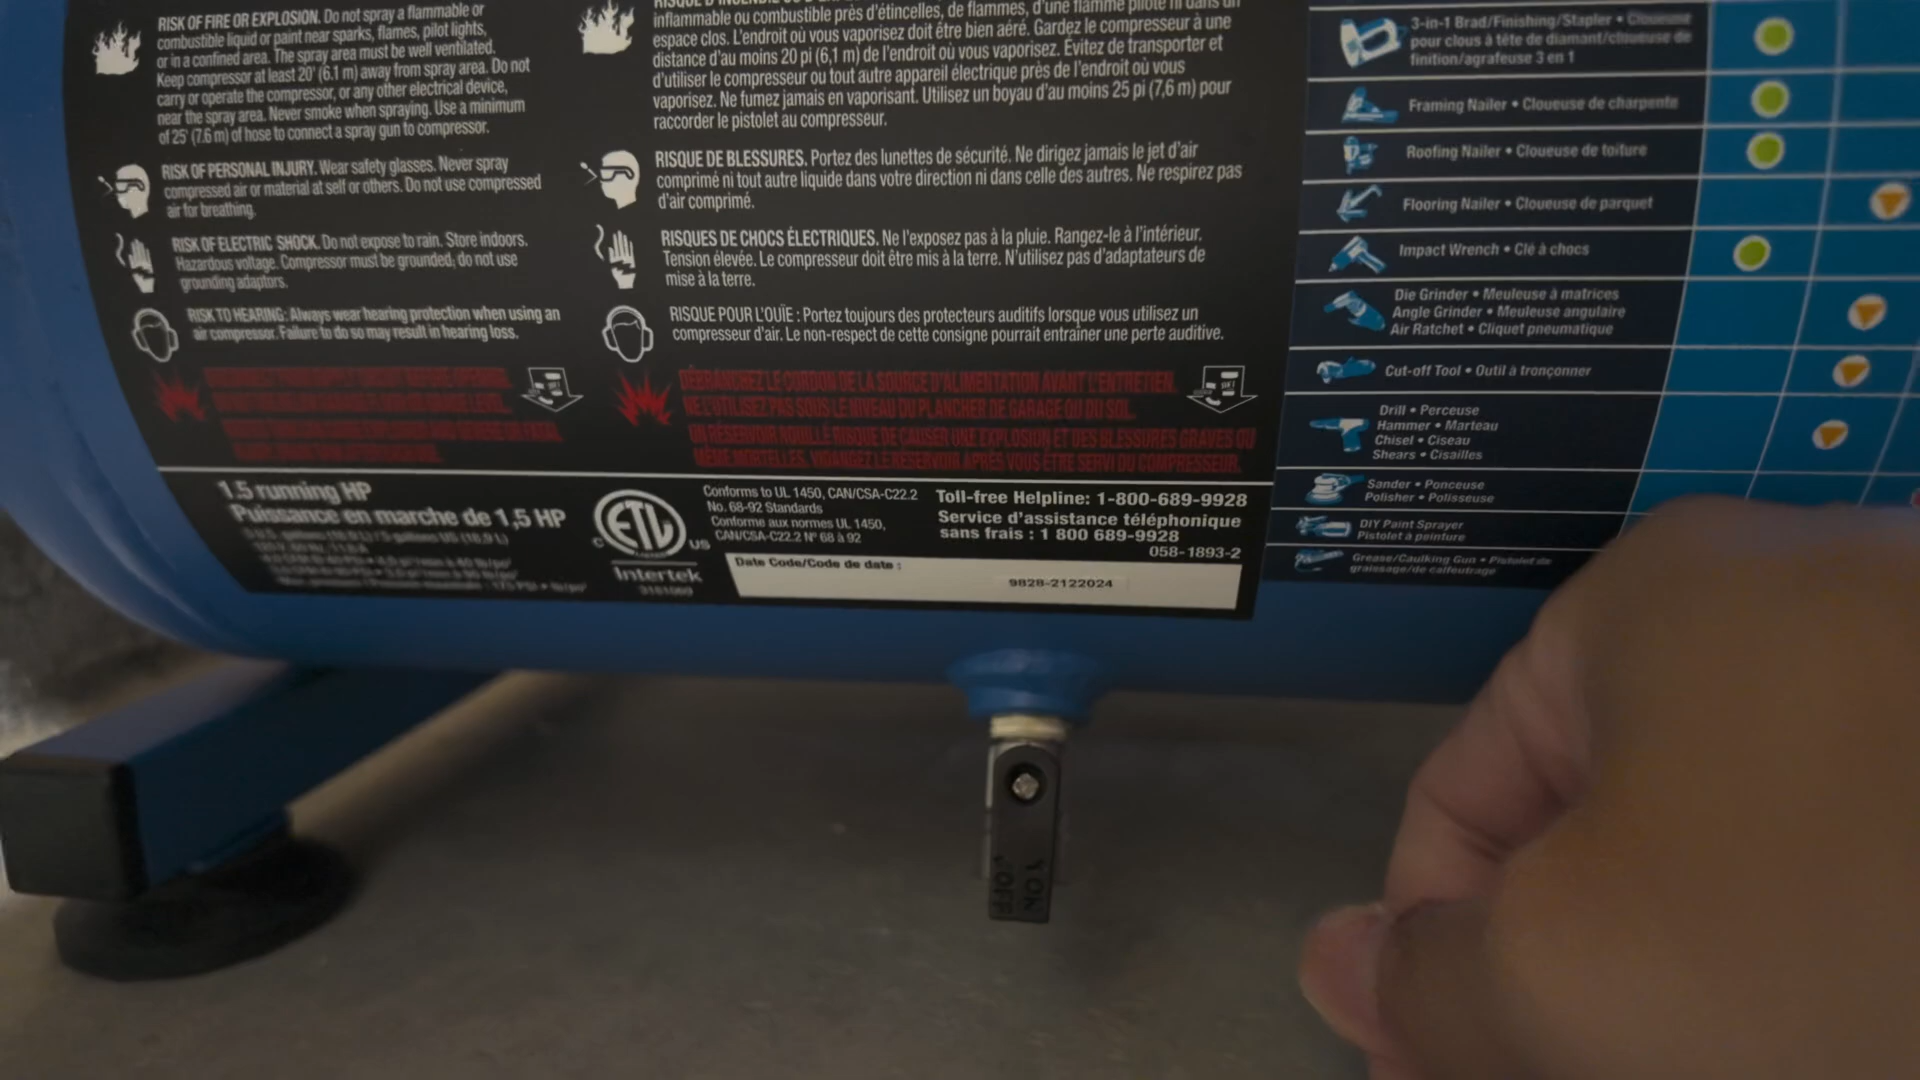 RISK OF FIRE OR EXPLOSION. Do not spray a flammable or
combustible liquid or paint near sparks, flames, pilot lights,
or in a confined area. The spray area must be well ventilated.
Keep compressor at least 20' (6.1 m) away from spray area. Do not
carry or operate the compressor, or any other electrical device,
near the spray area. Never smoke when spraying. Use a minimum
of 25' (7.6 m) of hose to connect a spray gun to compressor.
RISK OF PERSONAL INJURY. Wear safety glasses. Never spray
compressed air or material at self or others. Do not use compressed
air for breathing.
RISK OF ELECTRIC SHOCK. Do not expose to rain. Store indoors.
Hazardous voltage. Compressor must be grounded, do not use
grounding adaptors.
RISK TO HEARING: Always wear hearing protection when using an
air compressor. Failure to do so may result in hearing loss.
inflammable ou combustible près d'étincelles, de flammes, d'une flamme pilote ni dans un
espace clos. L'endroit où vous vaporisez doit être bien aéré. Gardez le compresseur à une
distance d'au moins 20 pi (6,1 m) de l'endroit où vous vaporisez. Évitez de transporter et
d'utiliser le compresseur ou tout autre appareil électrique près de l'endroit où vous
vaporisez. Ne fumez jamais en vaporisant. Utilisez un boyau d'au moins 25 pi (7,6 m) pour
raccorder le pistolet au compresseur.
RISQUE DE BLESSURES. Portez des lunettes de sécurité. Ne dirigez jamais le jet d'air
comprimé ni tout autre liquide dans votre direction ni dans celle des autres. Ne respirez pas
d'air comprimé.
RISQUES DE CHOCS ÉLECTRIQUES. Ne l'exposez pas à la pluie. Rangez-le à l'intérieur.
Tension élevée. Le compresseur doit être mis à la terre. N'utilisez pas d'adaptateurs de
mise à la terre.
RISQUE POUR L'OUÏE : Portez toujours des protecteurs auditifs lorsque vous utilisez un
compresseur d'air. Le non-respect de cette consigne pourrait entraîner une perte auditive.
DÉBRANCHEZ LE CORDON DE LA SOURCE D'ALIMENTATION AVANT L'ENTRETIEN.
NE L'UTILISEZ PAS SOUS LE NIVEAU DU PLANCHER DE GARAGE OU DU SOL.
UN RÉSERVOIR ROUILLÉ RISQUE DE CAUSER UNE EXPLOSION ET DES BLESSURES GRAVES OU
MÊME MORTELLES. VIDANGEZ LE RÉSERVOIR APRÈS VOUS ÊTRE SERVI DU COMPRESSEUR.
1.5 running HP
Puissance en marche de 1,5 HP
C ETL US
Intertek
Conforms to UL 1450, CAN/CSA-C22.2
No. 68-92 Standards
Conforme aux normes UL 1450,
CAN/CSA-C22.2 N° 68 à 92
Toll-free Helpline: 1-800-689-9928
Service d'assistance téléphonique
sans frais : 1 800 689-9928
058-1893-2
Date Code/Code de date :
9828-2122024
3-in-1 Brad/Finishing/Stapler • Cloueuse
pour clous à tête de diamant/cloueuse de
finition/agrafeuse 3 en 1
Framing Nailer • Cloueuse de charpente
Roofing Nailer • Cloueuse de toiture
Flooring Nailer • Cloueuse de parquet
Impact Wrench • Clé à chocs
Die Grinder • Meuleuse à matrices
Angle Grinder • Meuleuse angulaire
Air Ratchet • Cliquet pneumatique
Cut-off Tool • Outil à tronçonner
Drill • Perceuse
Hammer • Marteau
Chisel • Ciseau
Shears • Cisailles
Sander • Ponceuse
Polisher • Polisseuse
DIY Paint Sprayer
Pistolet à peinture
Grease/Caulking Gun • Pistolet de
graissage/de calfeutrage
ON
OFF